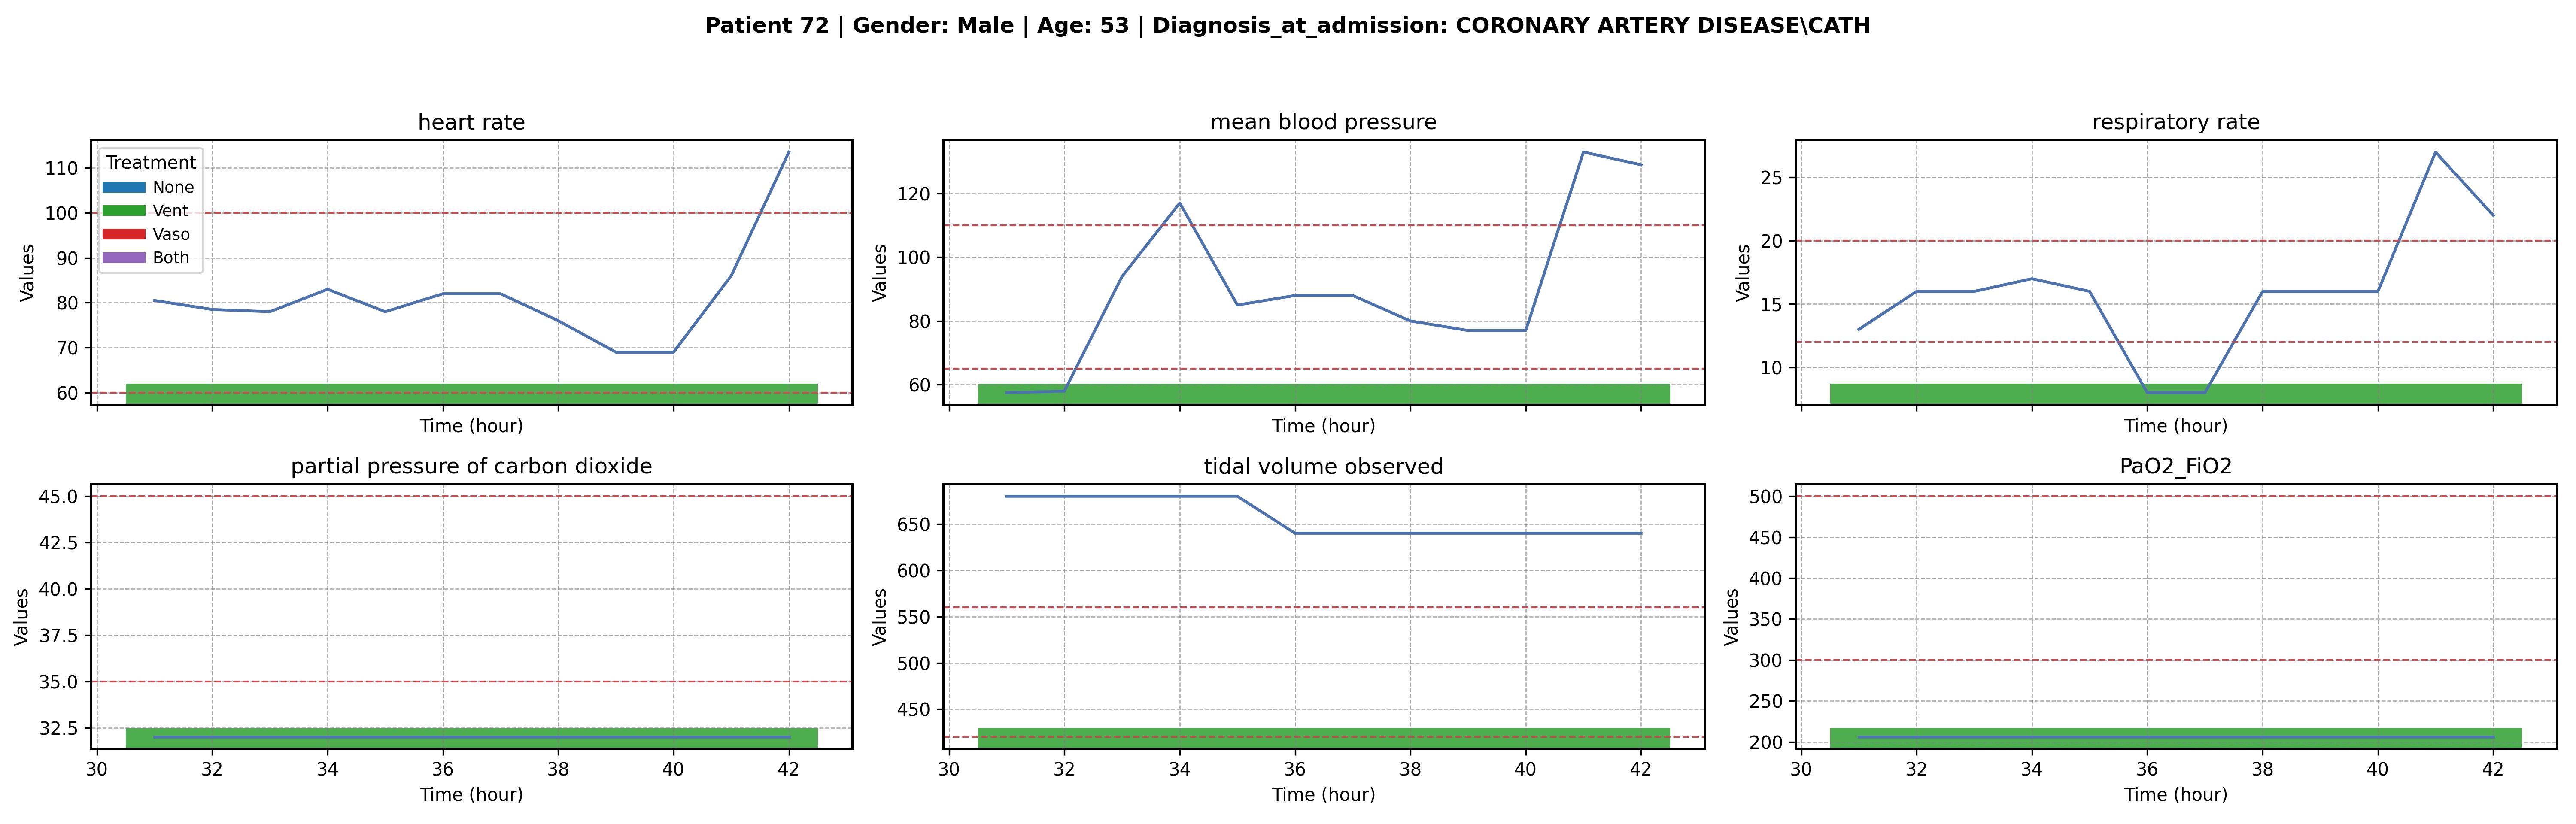 Patient 72 | Gender: Male | Age: 53 | Diagnosis_at_admission: CORONARY ARTERY DISEASE\CATH
heart rate
110
100
90
80
70
60
Values
Treatment
None
Vent
Vaso
Both
Time (hour)
mean blood pressure
120
100
80
60
Values
Time (hour)
respiratory rate
25
20
15
10
Values
Time (hour)
partial pressure of carbon dioxide
45.0
42.5
40.0
37.5
35.0
32.5
Values
30 32 34 36 38 40 42
Time (hour)
tidal volume observed
650
600
550
500
450
Values
30 32 34 36 38 40 42
Time (hour)
PaO2_FiO2
500
450
400
350
300
250
200
Values
30 32 34 36 38 40 42
Time (hour)